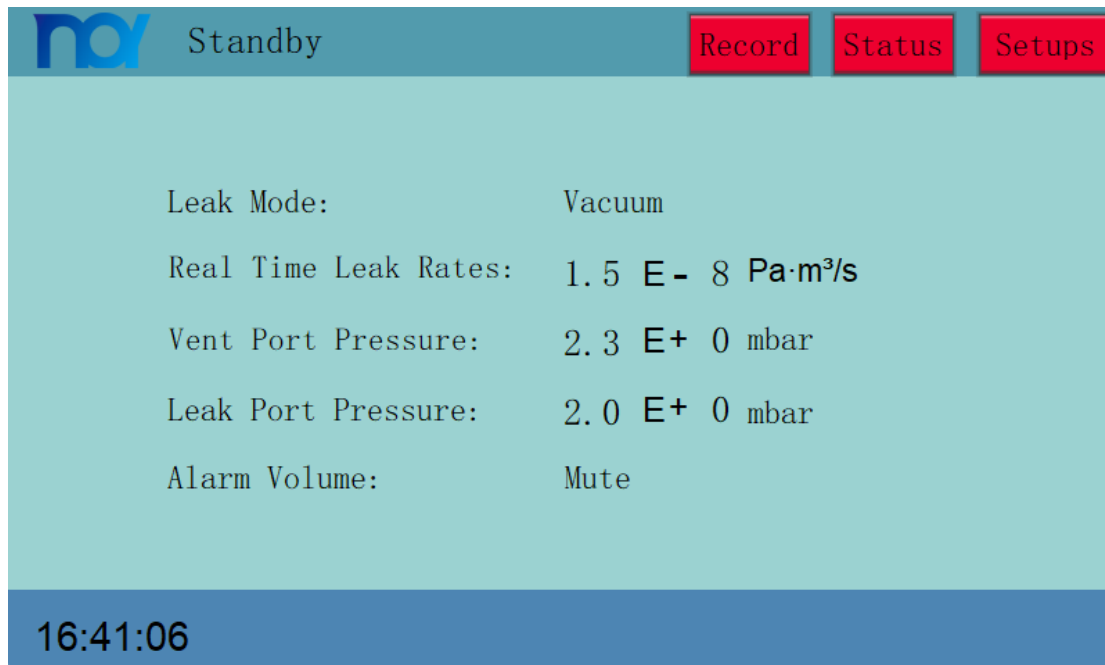 Standby Record Status Setups
Leak Mode: Vacuum
Real Time Leak Rates: 1.5 E- 8 Pa·m³/s
Vent Port Pressure: 2.3 E+ 0 mbar
Leak Port Pressure: 2.0 E+ 0 mbar
Alarm Volume: Mute
16:41:06